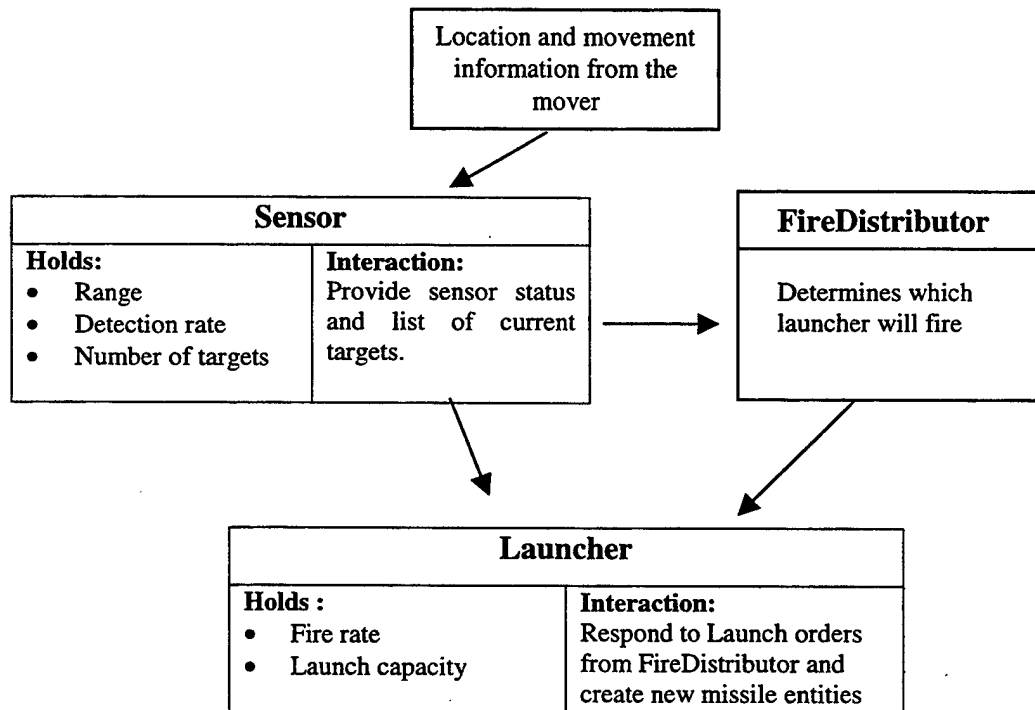 Location and movement
information from the
mover
Sensor
Holds:
• Range
• Detection rate
• Number of targets
Interaction:
Provide sensor status
and list of current
targets.
FireDistributor
Determines which
launcher will fire
Launcher
Holds :
• Fire rate
• Launch capacity
Interaction:
Respond to Launch orders
from FireDistributor and
create new missile entities